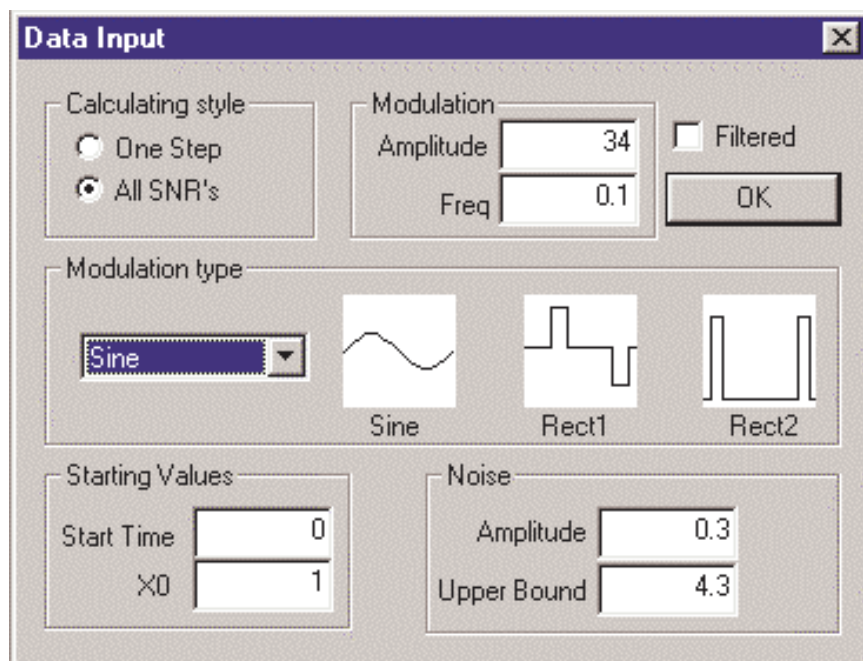 Data Input
Calculating style
One Step
All SNR's
Modulation
Amplitude 34
Freq 0.1
Filtered
OK
Modulation type
Sine
Sine Rect1 Rect2
Starting Values
Start Time 0
X0 1
Noise
Amplitude 0.3
Upper Bound 4.3